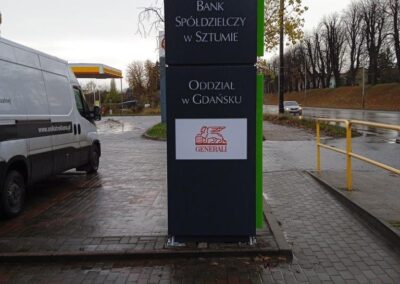 BANK
SPÓŁDZIELCZY
W SZTUMIE
ODDZIAŁ
W GDAŃSKU
GENERALI